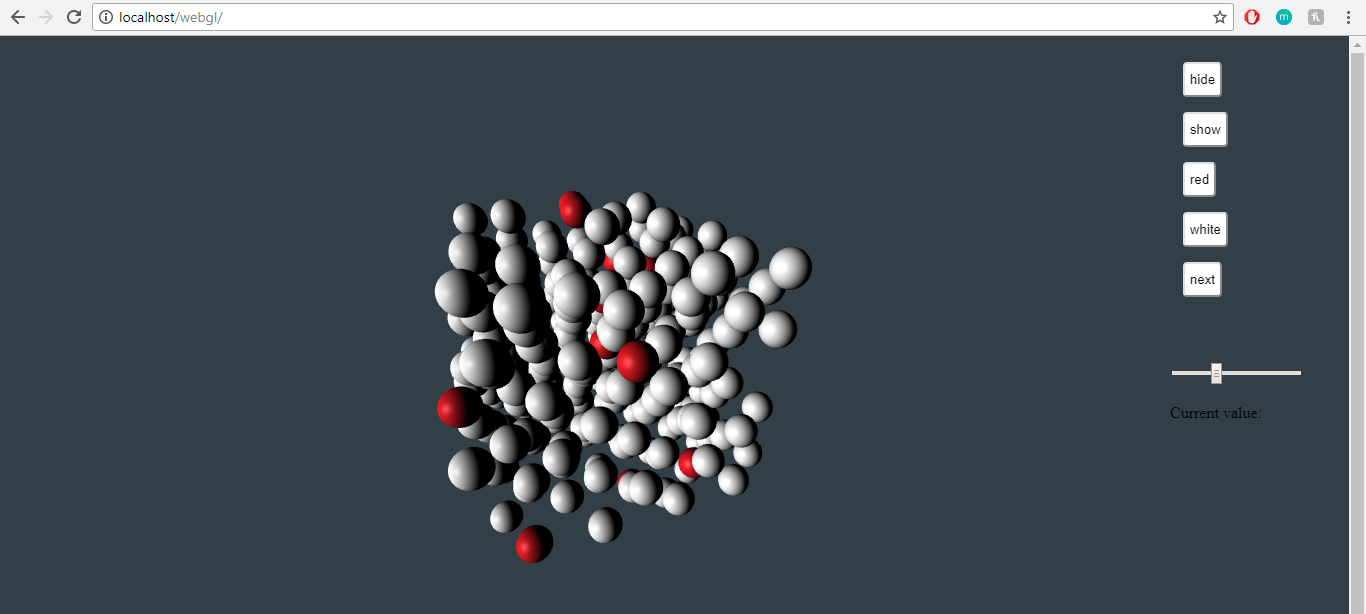 localhost/webgl/
m
hide
show
red
white
next
Current value: